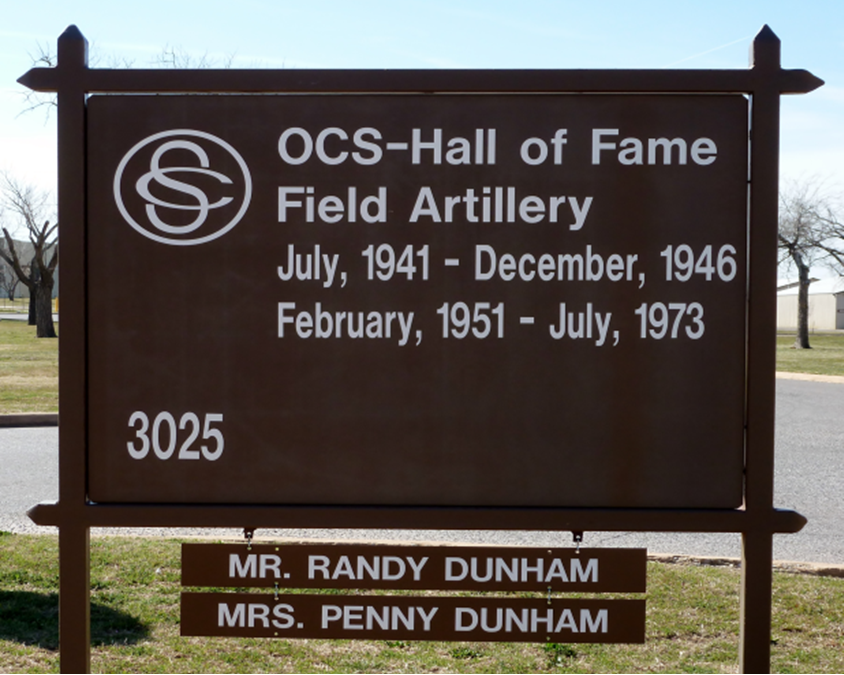 OCS
OCS-Hall of Fame
Field Artillery
July, 1941 - December, 1946
February, 1951 - July, 1973
3025
MR. RANDY DUNHAM
MRS. PENNY DUNHAM